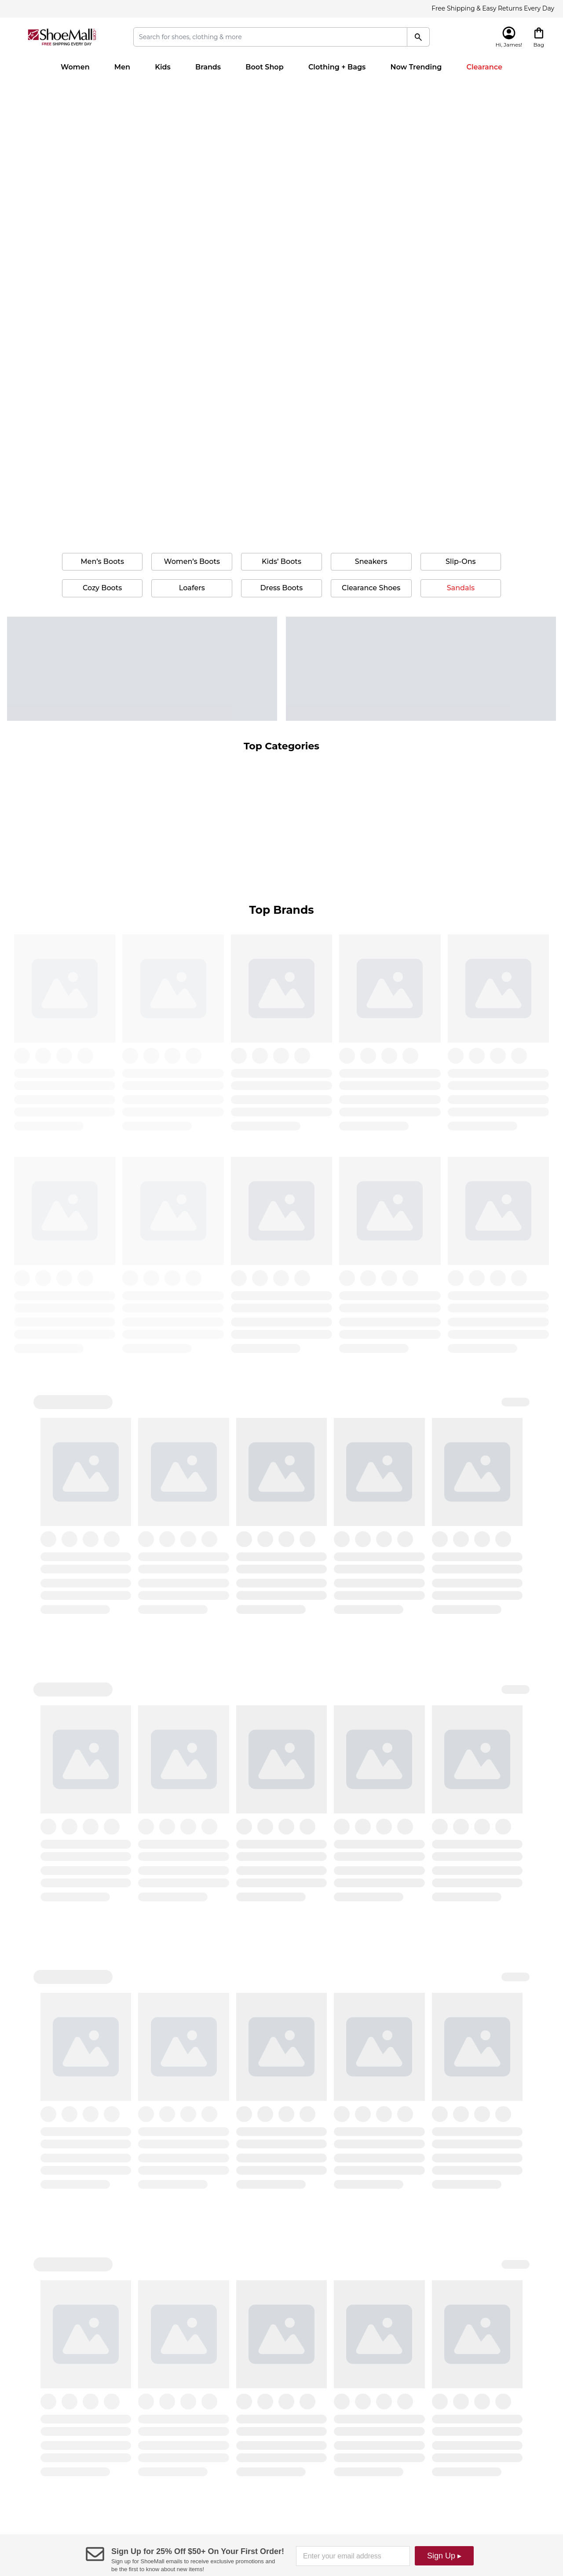 Free Shipping & Easy Returns Every Day
ShoeMall
FREE SHIPPING EVERY DAY
Search for shoes, clothing & more
Hi, James!
Bag
Women
Men
Kids
Brands
Boot Shop
Clothing + Bags
Now Trending
Clearance
Men's Boots
Women's Boots
Kids' Boots
Sneakers
Slip-Ons
Cozy Boots
Loafers
Dress Boots
Clearance Shoes
Sandals
Top Categories
Top Brands
Sign Up for 25% Off $50+ On Your First Order!
Sign up for ShoeMall emails to receive exclusive promotions and
be the first to know about new items!
Enter your email address
Sign Up ▸